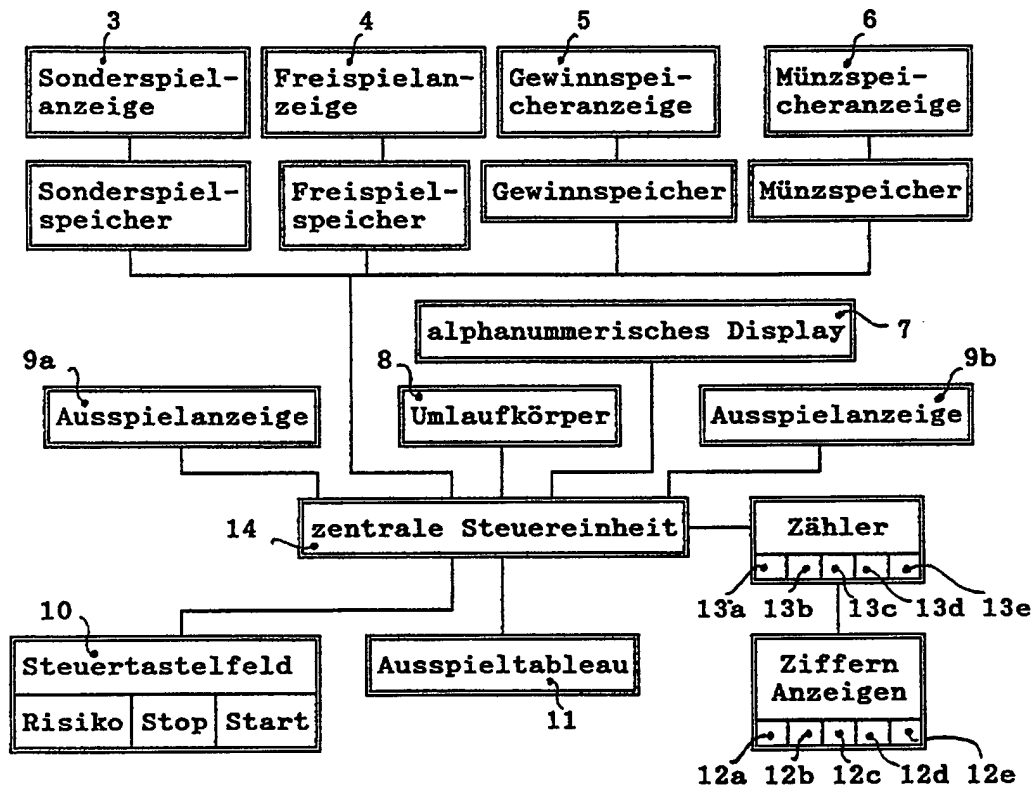 3 4 5 6
Sonderspiel-
anzeige
Freispielan-
zeige
Gewinnspei-
cheranzeige
Münzspei-
cheranzeige
Sonderspiel-
speicher
Freispiel-
speicher
Gewinnspeicher
Münzspeicher
alphanummerisches Display
7
9a
8
9b
Ausspielanzeige
Umlaufkörper
Ausspielanzeige
14
zentrale Steuereinheit
Zähler
13a 13b 13c 13d 13e
10
Steuertastelfeld
Risiko Stop Start
Ausspieltableau
11
Ziffern
Anzeigen
12a 12b 12c 12d 12e